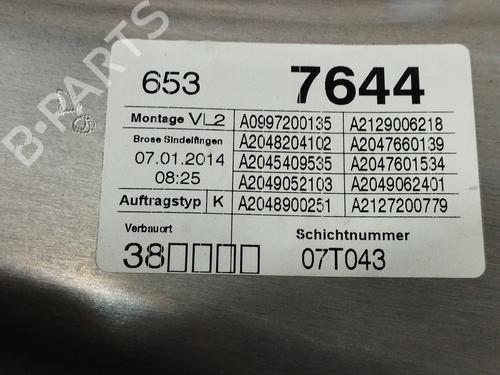 653 7644
Montage VL2 A0997200135 A2129006218
Brose Sindelfingen A2048204102 A2047660139
07.01.2014 A2045409535 A2047601534
08:25 A2049052103 A2049062401
Auftragstyp K A2048900251 A2127200779
Verbauort Schichtnummer
38□□□□ 07T043
B-PARTS